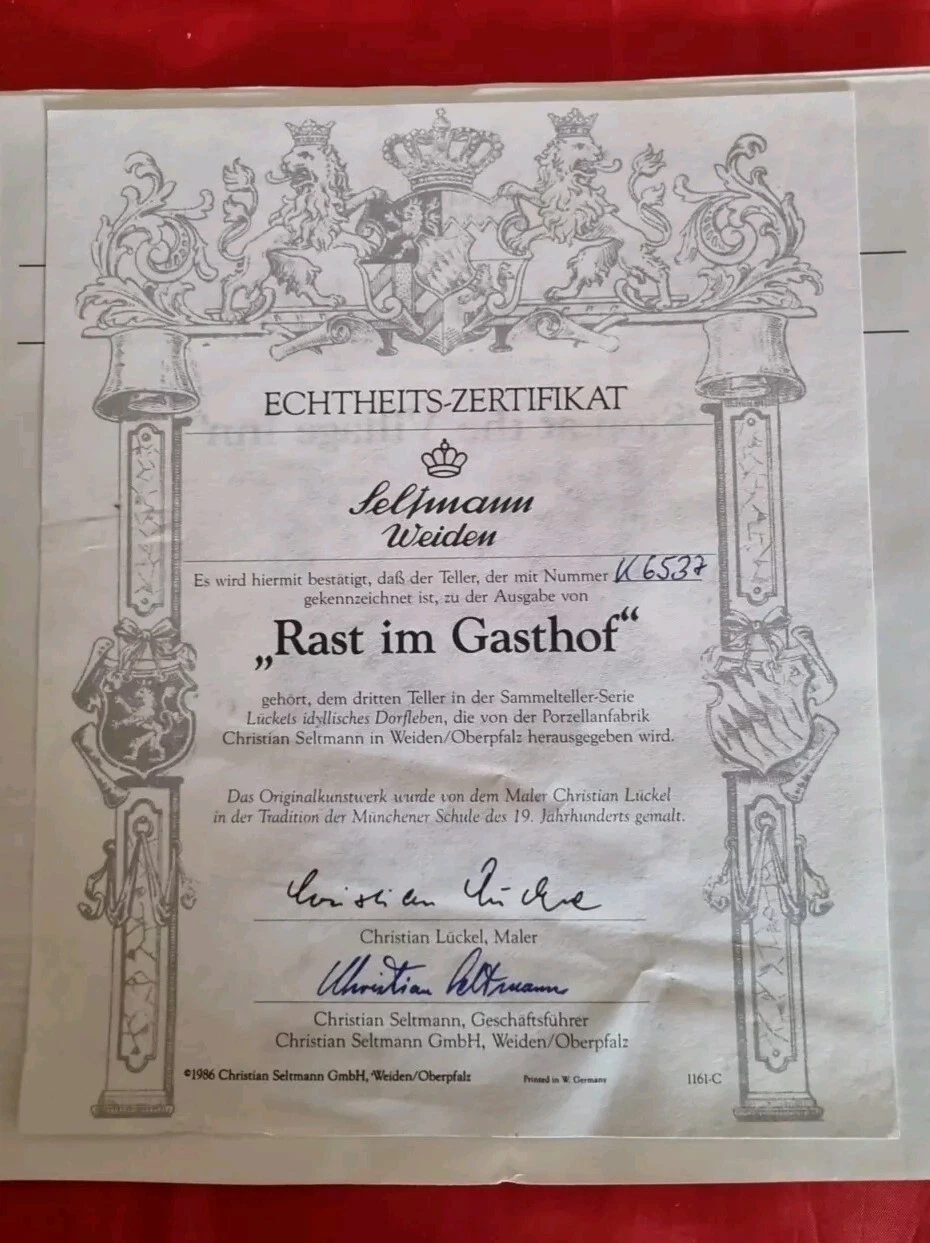 ECHTHEITS-ZERTIFIKAT
Seltmann
Weiden
Es wird hiermit bestätigt, daß der Teller, der mit Nummer K 6537
gekennzeichnet ist, zu der Ausgabe von
„Rast im Gasthof“
gehört, dem dritten Teller in der Sammelteller-Serie
Lückels idyllisches Dorfleben, die von der Porzellanfabrik
Christian Seltmann in Weiden/Oberpfalz herausgegeben wird.
Das Originalkunstwerk wurde von dem Maler Christian Lückel
in der Tradition der Münchener Schule des 19. Jahrhunderts gemalt.
Christian Lückel
Christian Lückel, Maler
Christian Seltmann
Christian Seltmann, Geschäftsführer
Christian Seltmann GmbH, Weiden/Oberpfalz
©1986 Christian Seltmann GmbH, Weiden/Oberpfalz Printed in W. Germany 1161-C